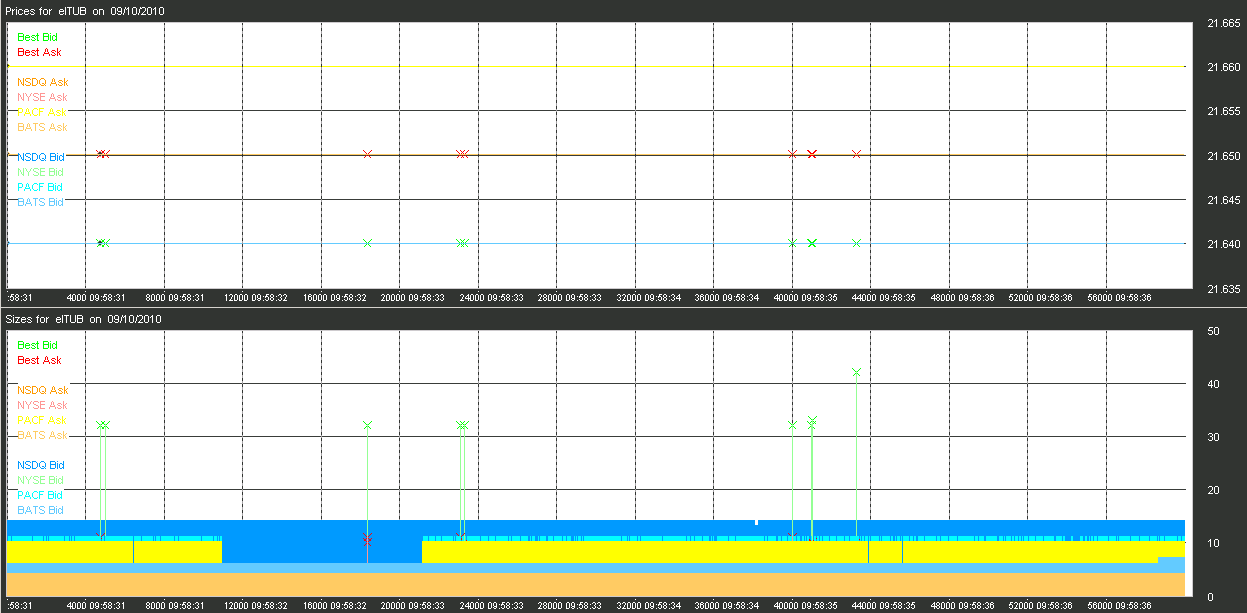 Prices for eITUB on 09/10/2010
Best Bid
Best Ask
NSDQ Ask
NYSE Ask
PACF Ask
BATS Ask
NSDQ Bid
NYSE Bid
PACF Bid
BATS Bid
21.665
21.660
21.655
21.650
21.645
21.640
21.635
:58:31 4000 09:58:31 8000 09:58:31 12000 09:58:32 16000 09:58:32 20000 09:58:33 24000 09:58:33 28000 09:58:33 32000 09:58:34 36000 09:58:34 40000 09:58:35 44000 09:58:35 48000 09:58:36 52000 09:58:36 56000 09:58:36
Sizes for eITUB on 09/10/2010
Best Bid
Best Ask
NSDQ Ask
NYSE Ask
PACF Ask
BATS Ask
NSDQ Bid
NYSE Bid
PACF Bid
BATS Bid
50
40
30
20
10
0
:58:31 4000 09:58:31 8000 09:58:31 12000 09:58:32 16000 09:58:32 20000 09:58:33 24000 09:58:33 28000 09:58:33 32000 09:58:34 36000 09:58:34 40000 09:58:35 44000 09:58:35 48000 09:58:36 52000 09:58:36 56000 09:58:36